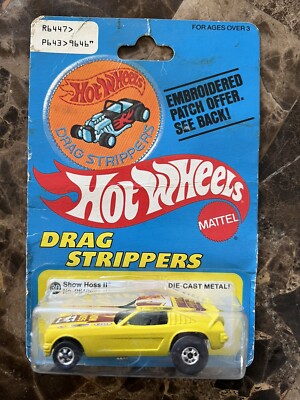 R6447>
P643>9646"
FOR AGES OVER 3
HOT WHEELS
DRAG STRIPPERS
EMBROIDERED
PATCH OFFER.
SEE BACK!
HOT WHEELS
MATTEL
DRAG
STRIPPERS
Show Hoss II
DIE-CAST METAL!